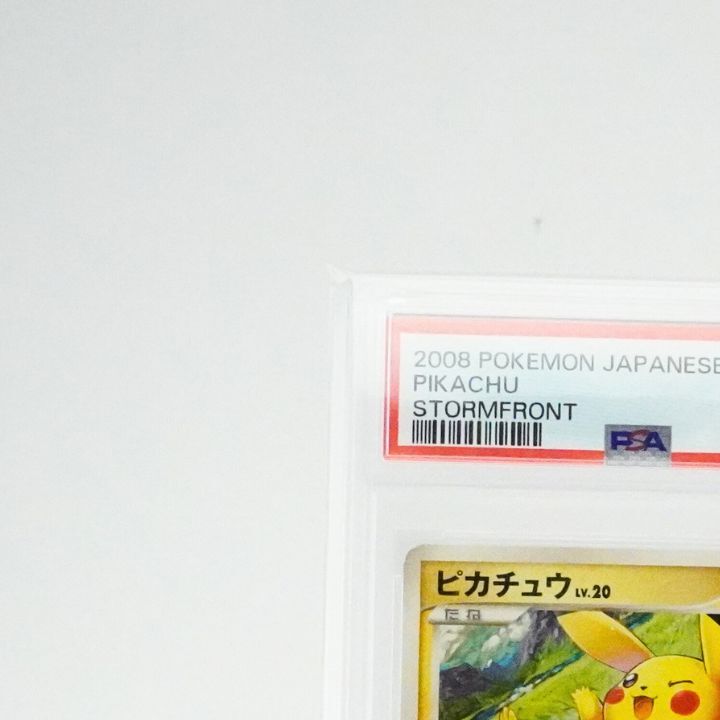 2008 POKEMON JAPANESE
PIKACHU
STORMFRONT
PSA
ピカチュウ LV.20
たね